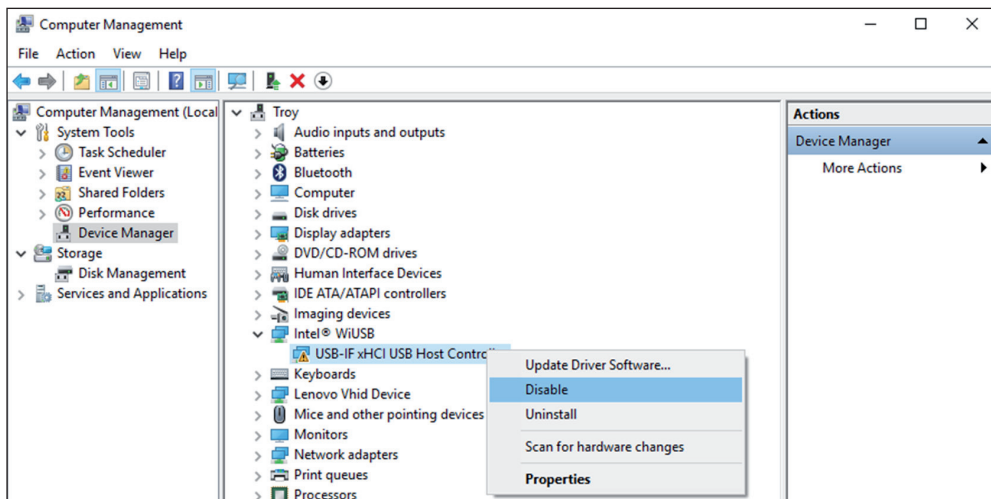 Computer Management
File Action View Help
Computer Management (Local
System Tools
Task Scheduler
Event Viewer
Shared Folders
Performance
Device Manager
Storage
Disk Management
Services and Applications
Troy
Audio inputs and outputs
Batteries
Bluetooth
Computer
Disk drives
Display adapters
DVD/CD-ROM drives
Human Interface Devices
IDE ATA/ATAPI controllers
Imaging devices
Intel® WiUSB
USB-IF xHCI USB Host Contro
Keyboards
Lenovo Vhid Device
Mice and other pointing devices
Monitors
Network adapters
Print queues
Processors
Update Driver Software...
Disable
Uninstall
Scan for hardware changes
Properties
Actions
Device Manager
More Actions